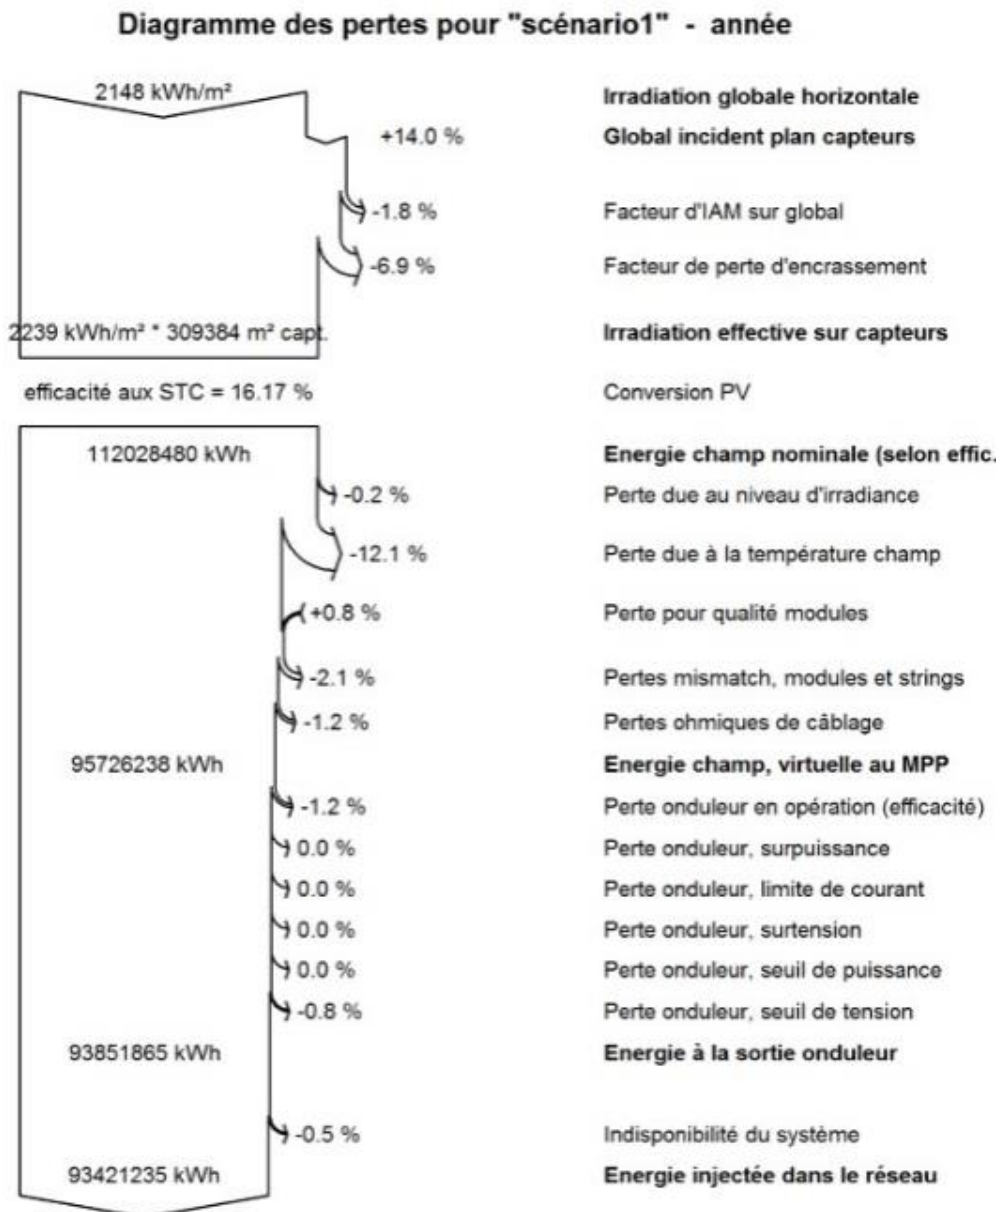 Diagramme des pertes pour "scénario1" - année
2148 kWh/m² Irradiation globale horizontale
+14.0 % Global incident plan capteurs
-1.8 % Facteur d'IAM sur global
-6.9 % Facteur de perte d'encrassement
2239 kWh/m² * 309384 m² capt. Irradiation effective sur capteurs
efficacité aux STC = 16.17 % Conversion PV
112028480 kWh Energie champ nominale (selon effic.
-0.2 % Perte due au niveau d'irradiance
-12.1 % Perte due à la température champ
+0.8 % Perte pour qualité modules
-2.1 % Pertes mismatch, modules et strings
-1.2 % Pertes ohmiques de câblage
95726238 kWh Energie champ, virtuelle au MPP
-1.2 % Perte onduleur en opération (efficacité)
0.0 % Perte onduleur, surpuissance
0.0 % Perte onduleur, limite de courant
0.0 % Perte onduleur, surtension
0.0 % Perte onduleur, seuil de puissance
-0.8 % Perte onduleur, seuil de tension
93851865 kWh Energie à la sortie onduleur
-0.5 % Indisponibilité du système
93421235 kWh Energie injectée dans le réseau